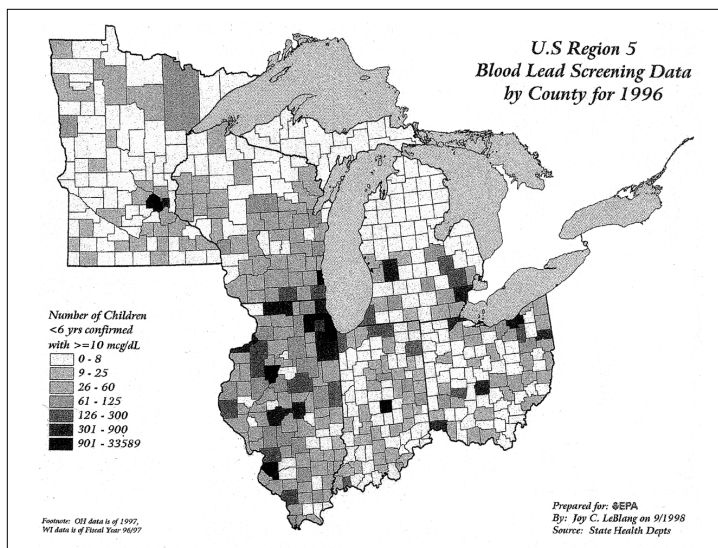 U.S Region 5
Blood Lead Screening Data
by County for 1996
Number of Children
<6 yrs confirmed
with >=10 mcg/dL
0 - 8
9 - 25
26 - 60
61 - 125
126 - 300
301 - 900
901 - 33589
Footnote: OH data is of 1997,
WI data is of Fiscal Year 96/97
Prepared for: EPA
By: Joy C. LeBlang on 9/1998
Source: State Health Depts